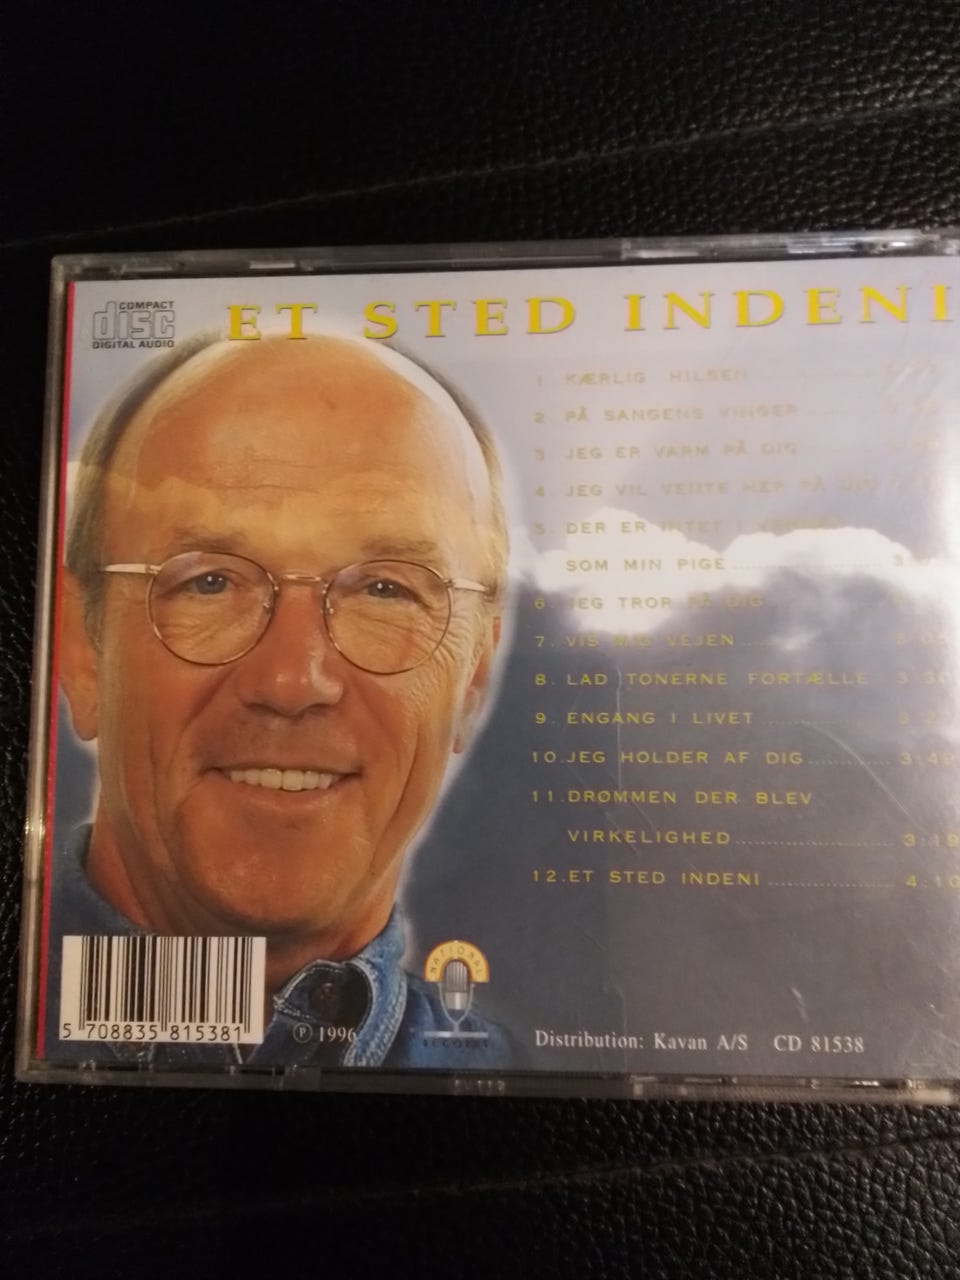 COMPACT
disc
DIGITAL AUDIO
ET STED INDENI
1. KÆRLIG HILSEN
2. PÅ SANGENS VINGER
3. JEG ER VARM PÅ DIG
4. JEG VIL VENTE HER PÅ DIG
5. DER ER INTET I VERDEN
SOM MIN PIGE
6. JEG TROR PÅ DIG
7. VIS MIG VEJEN
8. LAD TONERNE FORTÆLLE 3:30
9. ENGANG I LIVET
10. JEG HOLDER AF DIG
11. DRØMMEN DER BLEV
VIRKELIGHED 3:19
12. ET STED INDENI 4:10
NATIONAL
5 708835 815381
℗ 1996
Distribution: Kavan A/S CD 81538